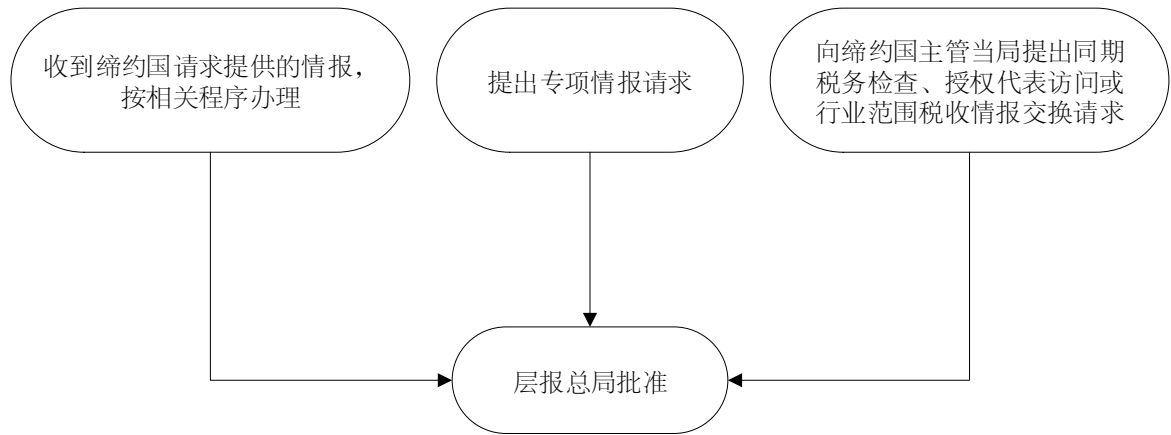 收到缔约国请求提供的情报，
按相关程序办理
提出专项情报请求
向缔约国主管当局提出同期
税务检查、授权代表访问或
行业范围税收情报交换请求
层报总局批准